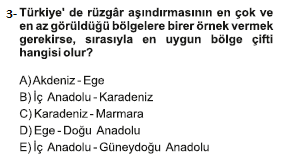 3- Türkiye' de rüzgâr aşındırmasının en çok ve
en az görüldüğü bölgelere birer örnek vermek
gerekirse, sırasıyla en uygun bölge çifti
hangisi olur?
A) Akdeniz - Ege
B) İç Anadolu - Karadeniz
C) Karadeniz - Marmara
D) Ege - Doğu Anadolu
E) İç Anadolu - Güneydoğu Anadolu